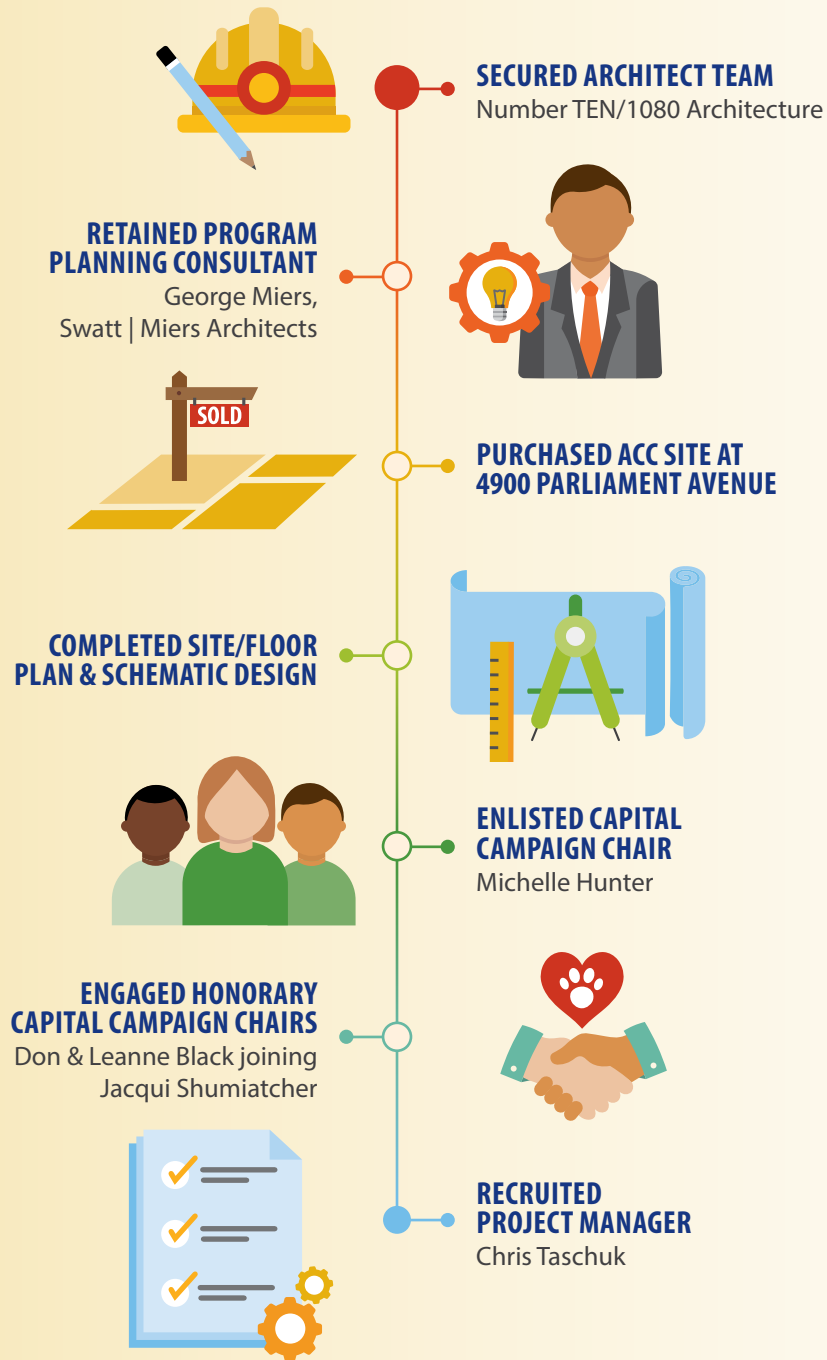 SECURED ARCHITECT TEAM
Number TEN/1080 Architecture
RETAINED PROGRAM
PLANNING CONSULTANT
George Miers,
Swatt | Miers Architects
SOLD
PURCHASED ACC SITE AT
4900 PARLIAMENT AVENUE
COMPLETED SITE/FLOOR
PLAN & SCHEMATIC DESIGN
ENLISTED CAPITAL
CAMPAIGN CHAIR
Michelle Hunter
ENGAGED HONORARY
CAPITAL CAMPAIGN CHAIRS
Don & Leanne Black joining
Jacqui Shumiatcher
RECRUITED
PROJECT MANAGER
Chris Taschuk